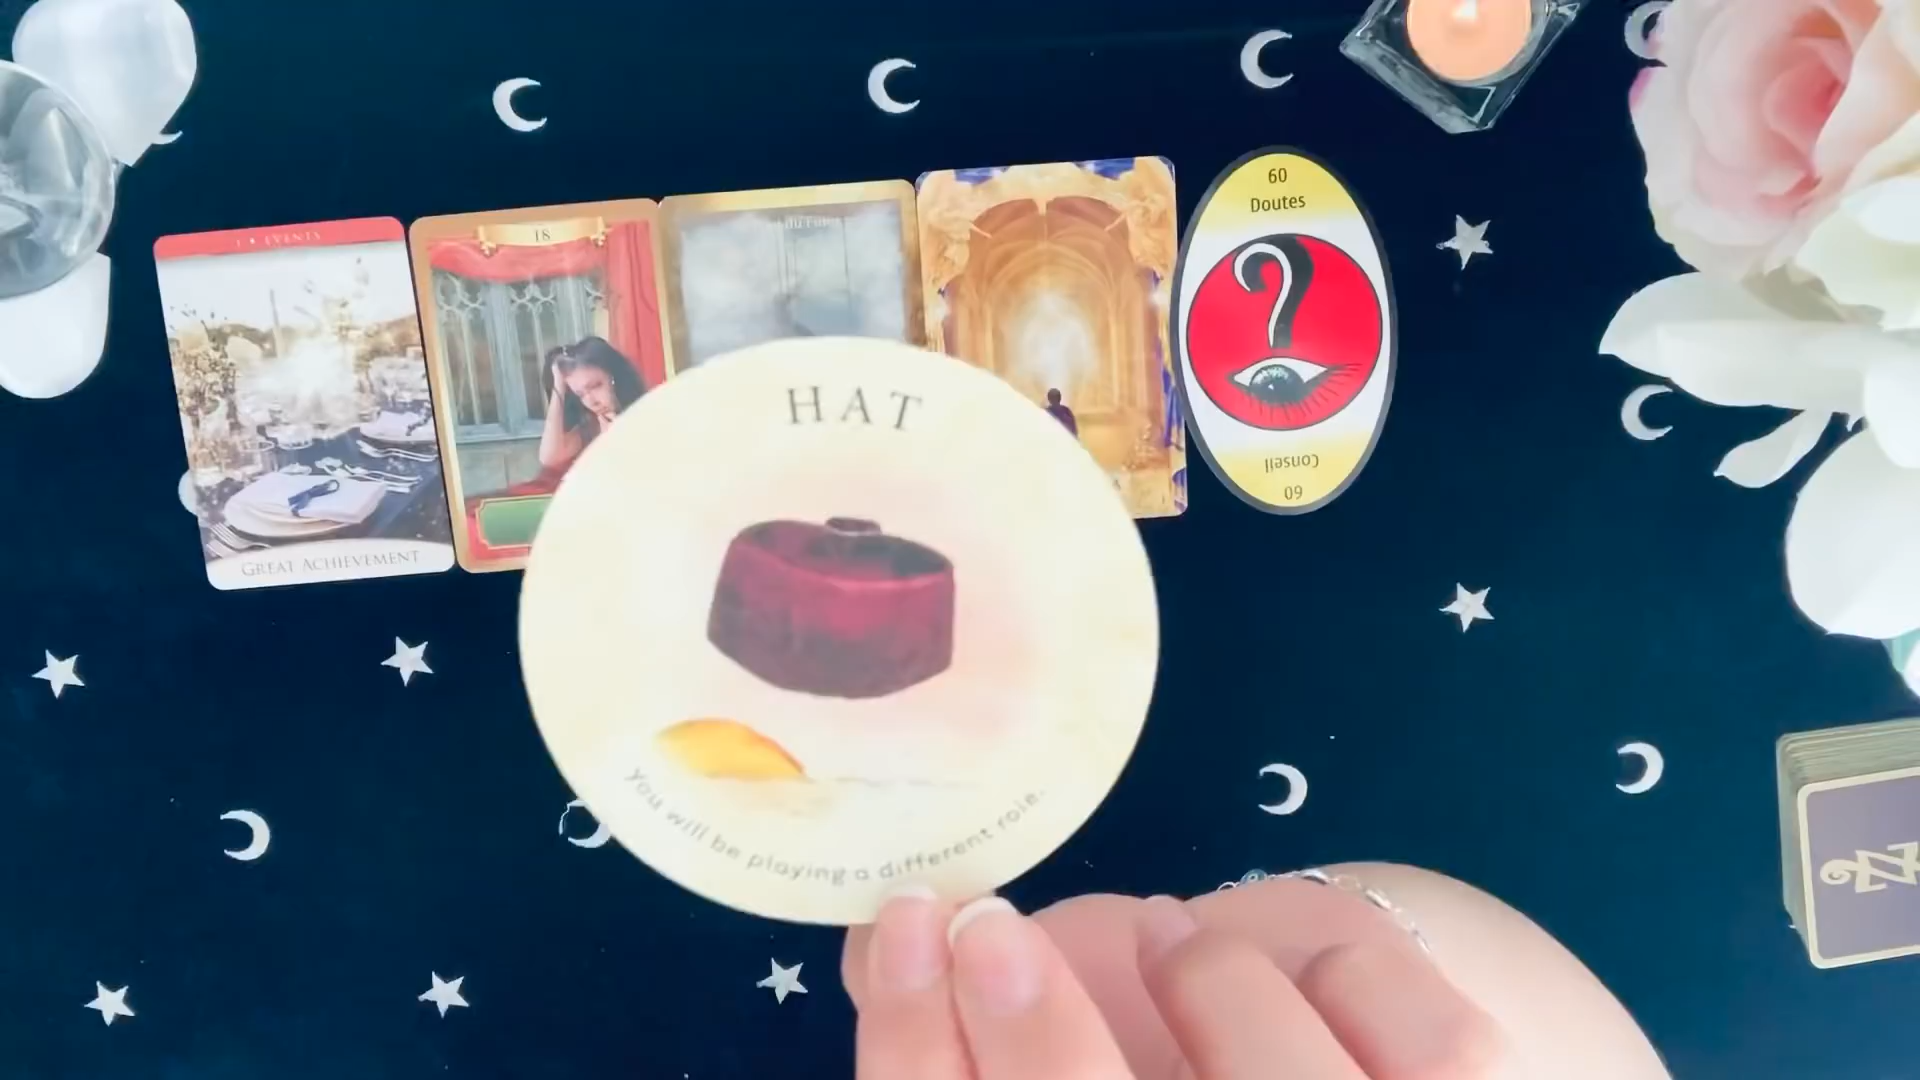 1 • EVENTS
GREAT ACHIEVEMENT
18
60
Doutes
Conseil
60
HAT
You will be playing a different role.